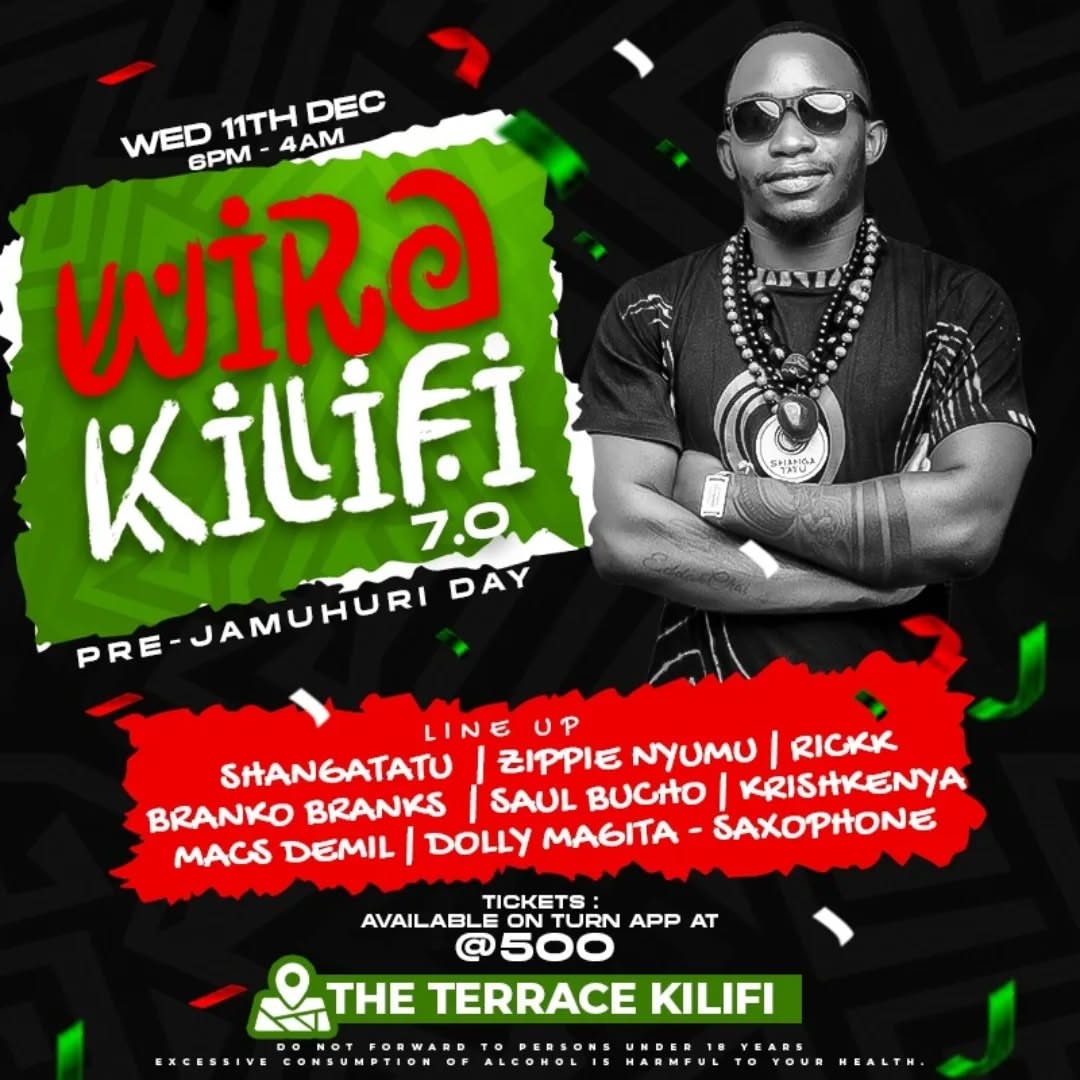 WED 11TH DEC
6PM - 4AM
WIRA
KILIFI
7.0
PRE-JAMUHURI DAY
SHANGA
TATU
LINE UP
SHANGATATU | ZIPPIE NYUMU | RICKK
BRANKO BRANKS | SAUL BUCHO | KRISHKENYA
MACS DEMIL | DOLLY MAGITA - SAXOPHONE
TICKETS :
AVAILABLE ON TURN APP AT
@500
THE TERRACE KILIFI
DO NOT FORWARD TO PERSONS UNDER 18 YEARS
EXCESSIVE CONSUMPTION OF ALCOHOL IS HARMFUL TO YOUR HEALTH.